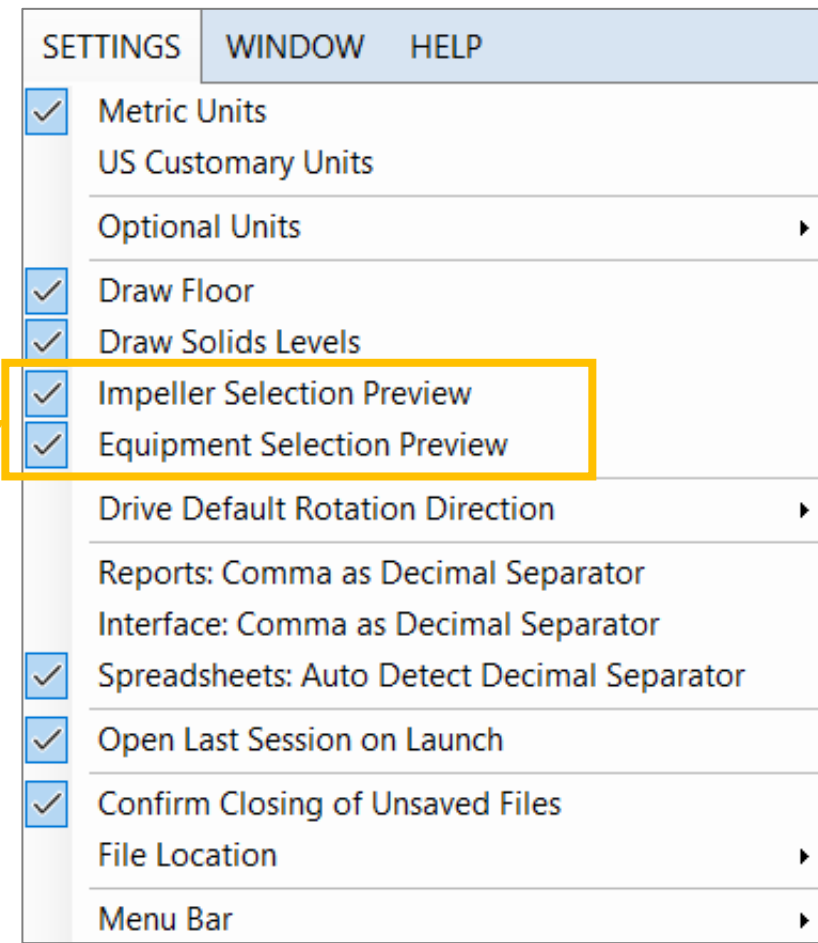 SETTINGS WINDOW HELP
Metric Units
US Customary Units
Optional Units
Draw Floor
Draw Solids Levels
Impeller Selection Preview
Equipment Selection Preview
Drive Default Rotation Direction
Reports: Comma as Decimal Separator
Interface: Comma as Decimal Separator
Spreadsheets: Auto Detect Decimal Separator
Open Last Session on Launch
Confirm Closing of Unsaved Files
File Location
Menu Bar